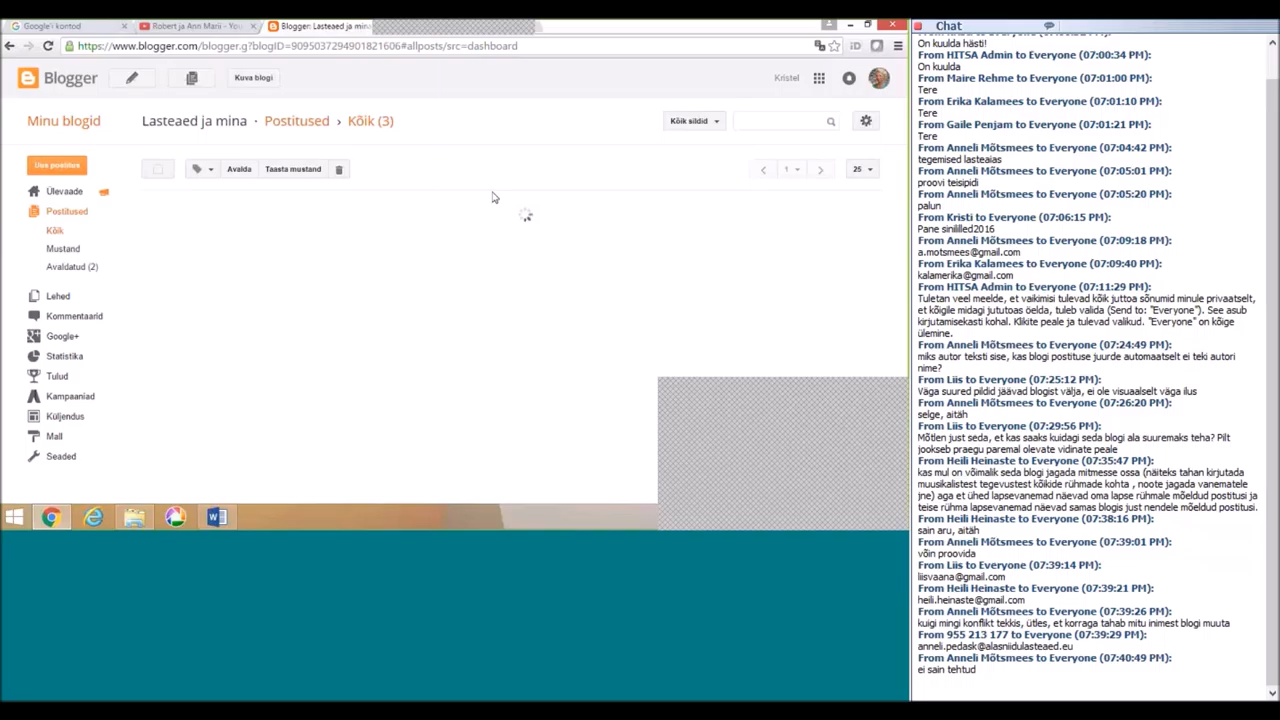 Google'i kontod
Robert ja Ann Marii - You
Blogger: Lasteaed ja mina
https://www.blogger.com/blogger.g?blogID=909503729490182106#allposts/src=dashboard
Blogger
Kuva blogi
Kristel
Minu blogid
Lasteaed ja mina › Postitused › Kõik (3)
Kõik sildid
Uus postitus
Avalda
Taasta mustand
1
25
Ülevaade
Postitused
Kõik
Mustand
Avaldatud (2)
Lehed
Kommentaarid
Google+
Statistika
Tulud
Kampaaniad
Küljendus
Mall
Seaded
Chat
On kuulda hästi!
From HITSA Admin to Everyone (07:00:34 PM):
On kuulda
From Maire Rehme to Everyone (07:01:00 PM):
Tere
From Erika Kalamees to Everyone (07:01:10 PM):
Tere
From Gaile Penjam to Everyone (07:01:21 PM):
Tere
From Anneli Mõtsmees to Everyone (07:04:42 PM):
tegemised lasteaias
From Anneli Mõtsmees to Everyone (07:05:01 PM):
proovi teisipidi
From Anneli Mõtsmees to Everyone (07:05:20 PM):
palun
From Kristi to Everyone (07:06:15 PM):
Pane sinililled2016
From Anneli Mõtsmees to Everyone (07:09:18 PM):
a.motsmees@gmail.com
From Erika Kalamees to Everyone (07:09:40 PM):
kalamerika@gmail.com
From HITSA Admin to Everyone (07:11:29 PM):
Tuletan veel meelde, et vaikimisi tulevad kõik juttoa sõnumid minule privaatselt,
et kõigile midagi jututoas öelda, tuleb valida (Send to: "Everyone"). See asub
kirjutamisekasti kohal. Klikite peale ja tulevad valikud. "Everyone" on kõige
ülemine.
From Anneli Mõtsmees to Everyone (07:24:49 PM):
miks autor teksti sise, kas blogi postituse juurde automaatselt ei teki autori
nime?
From Liis to Everyone (07:25:12 PM):
Väga suured pildid jäävad blogist välja, ei ole visuaalselt väga ilus
From Anneli Mõtsmees to Everyone (07:26:20 PM):
selge, aitäh
From Liis to Everyone (07:29:56 PM):
Mõtlen just seda, et kas saaks kuidagi seda blogi ala suuremaks teha? Pilt
jookseb praegu paremal olevate vidinate peale
From Heili Heinaste to Everyone (07:35:47 PM):
kas mul on võimalik seda blogi jagada mitmesse ossa (näiteks tahan kirjutada
muusikalistest tegevustest kõikide rühmade kohta , noote jagada vanematele
jne) aga et ühed lapsevanemad näevad oma lapse rühmale mõeldud postitusi ja
teise rühma lapsevanemad näevad samas blogis just nendele mõeldud postitusi.
From Heili Heinaste to Everyone (07:38:16 PM):
sain aru, aitäh
From Anneli Mõtsmees to Everyone (07:39:01 PM):
võin proovida
From Liis to Everyone (07:39:14 PM):
liisvaana@gmail.com
From Heili Heinaste to Everyone (07:39:21 PM):
heili.heinaste@gmail.com
From Anneli Mõtsmees to Everyone (07:39:26 PM):
kuigi mingi konflikt tekkis, ütles, et korraga tahab mitu inimest blogi muuta
From 955 213 177 to Everyone (07:39:29 PM):
anneli.pedask@alasniidulasteaed.eu
From Anneli Mõtsmees to Everyone (07:40:49 PM):
ei sain tehtud